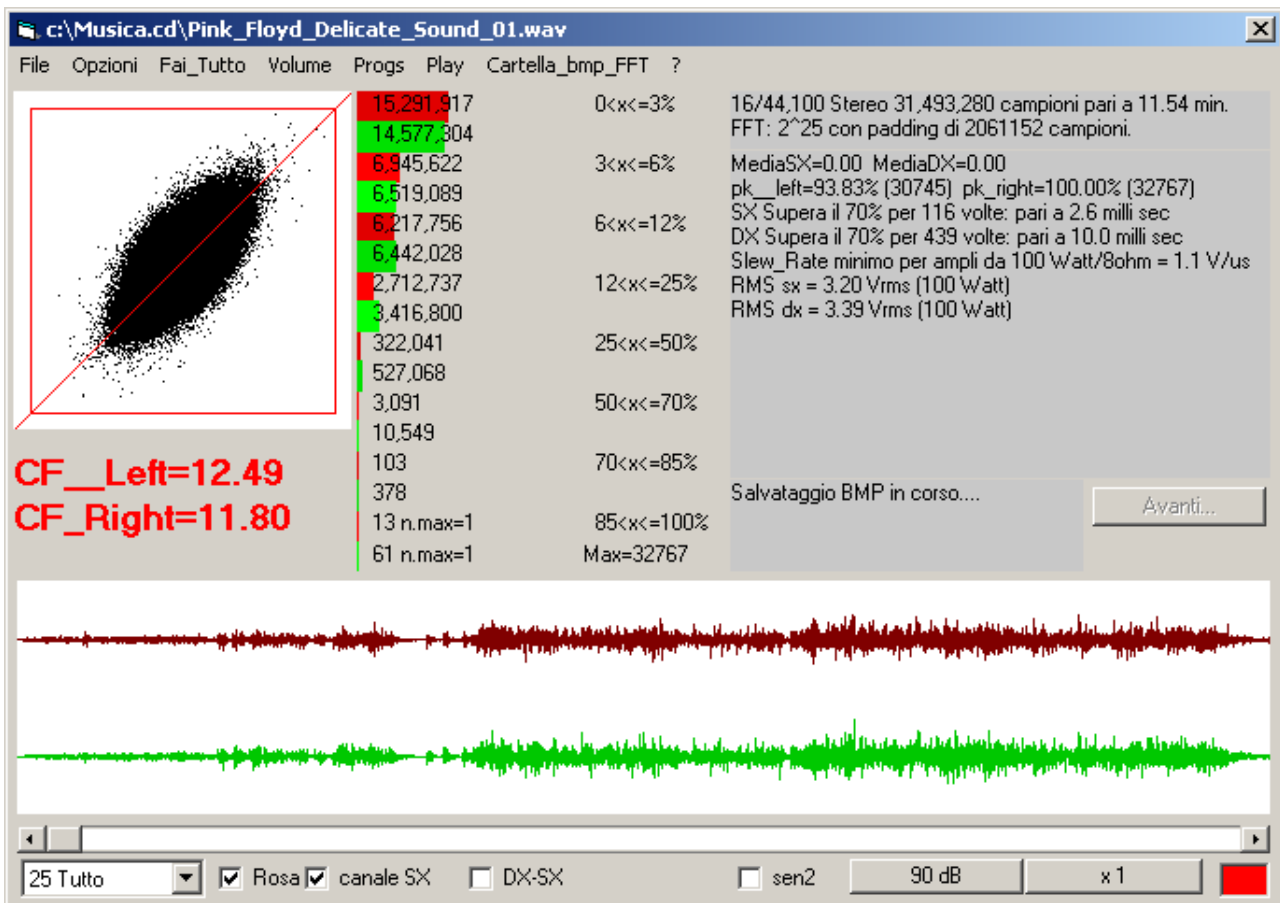 c:\Musica.cd\Pink_Floyd_Delicate_Sound_01.wav
File Opzioni Fai_Tutto Volume Progs Play Cartella_bmp_FFT ?
15,291,917 0<x<=3%
14,577,304
6,945,622 3<x<=6%
6,519,089
6,217,756 6<x<=12%
6,442,028
2,712,737 12<x<=25%
3,416,800
322,041 25<x<=50%
527,068
3,091 50<x<=70%
10,549
103 70<x<=85%
378
13 n.max=1 85<x<=100%
61 n.max=1 Max=32767
16/44,100 Stereo 31,493,280 campioni pari a 11.54 min.
FFT: 2^25 con padding di 2061152 campioni.
MediaSX=0.00 MediaDX=0.00
pk__left=93.83% (30745) pk_right=100.00% (32767)
SX Supera il 70% per 116 volte: pari a 2.6 milli sec
DX Supera il 70% per 439 volte: pari a 10.0 milli sec
Slew_Rate minimo per ampli da 100 Watt/8ohm = 1.1 V/us
RMS sx = 3.20 Vrms (100 Watt)
RMS dx = 3.39 Vrms (100 Watt)
CF__Left=12.49
CF_Right=11.80
Salvataggio BMP in corso....
Avanti...
25 Tutto Rosa canale SX DX-SX sen2 90 dB x 1